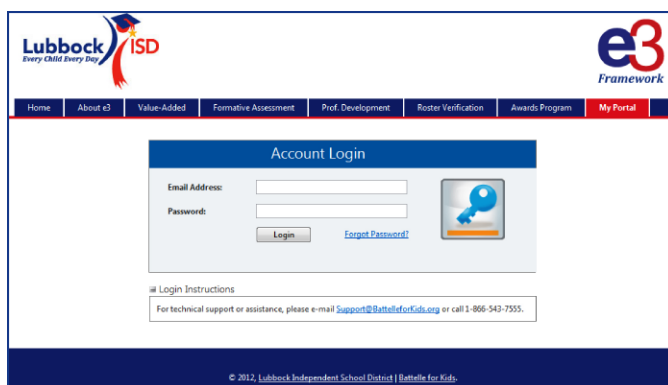 Lubbock ISD
Every Child Every Day
e3
Framework
Home About e3 Value-Added Formative Assessment Prof. Development Roster Verification Awards Program My Portal
Account Login
Email Address:
Password:
Login Forgot Password?
Login Instructions
For technical support or assistance, please e-mail Support@BattelleforKids.org or call 1-866-543-7555.
© 2012, Lubbock Independent School District | Battelle for Kids.